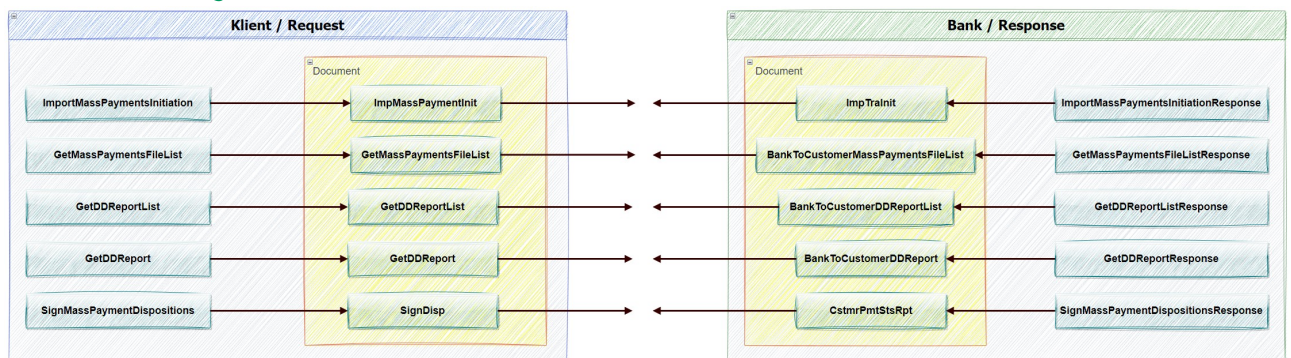 Klient / Request
Document
ImportMassPaymentsInitiation
ImpMassPaymentInit
GetMassPaymentsFileList
GetMassPaymentsFileList
GetDDReportList
GetDDReportList
GetDDReport
GetDDReport
SignMassPaymentDispositions
SignDisp
Bank / Response
Document
ImpTraInit
ImportMassPaymentsInitiationResponse
BankToCustomerMassPaymentsFileList
GetMassPaymentsFileListResponse
BankToCustomerDDReportList
GetDDReportListResponse
BankToCustomerDDReport
GetDDReportResponse
CstmrPmtStsRpt
SignMassPaymentDispositionsResponse